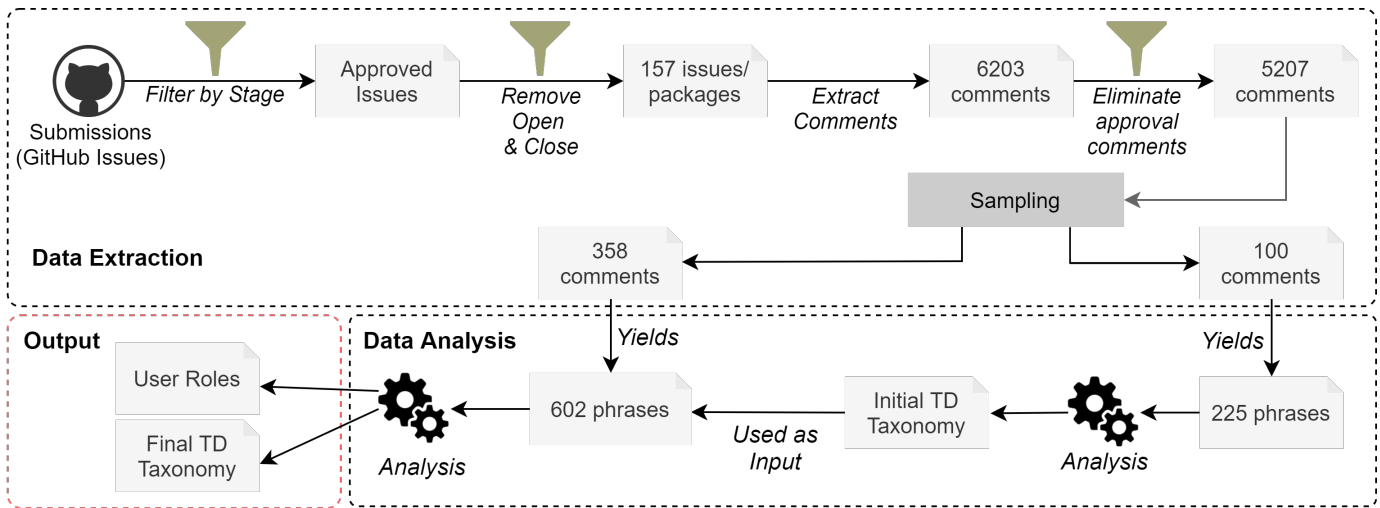 Submissions
(GitHub Issues)
Filter by Stage
Approved
Issues
Remove
Open
& Close
157 issues/
packages
Extract
Comments
6203
comments
Eliminate
approval
comments
5207
comments
Sampling
Data Extraction
358
comments
100
comments
Output
Data Analysis
Yields
Yields
User Roles
Final TD
Taxonomy
Analysis
602 phrases
Used as
Input
Initial TD
Taxonomy
Analysis
225 phrases